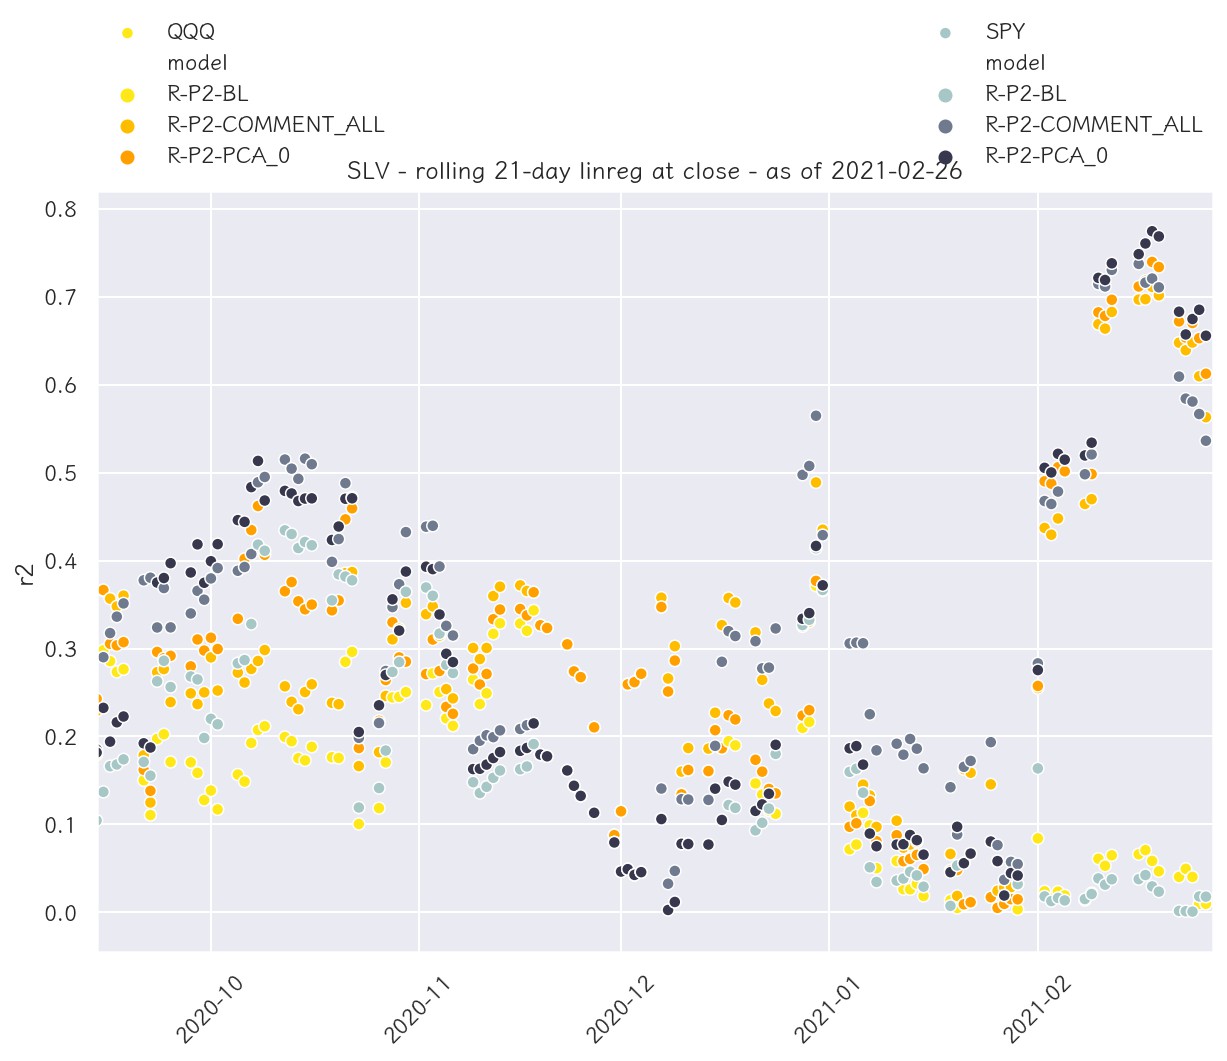 QQQ
model
R-P2-BL
R-P2-COMMENT_ALL
R-P2-PCA_0
SPY
model
R-P2-BL
R-P2-COMMENT_ALL
R-P2-PCA_0
SLV - rolling 21-day linreg at close - as of 2021-02-26
0.8
0.7
0.6
0.5
0.4
0.3
0.2
0.1
0.0
r2
2020-10
2020-11
2020-12
2021-01
2021-02